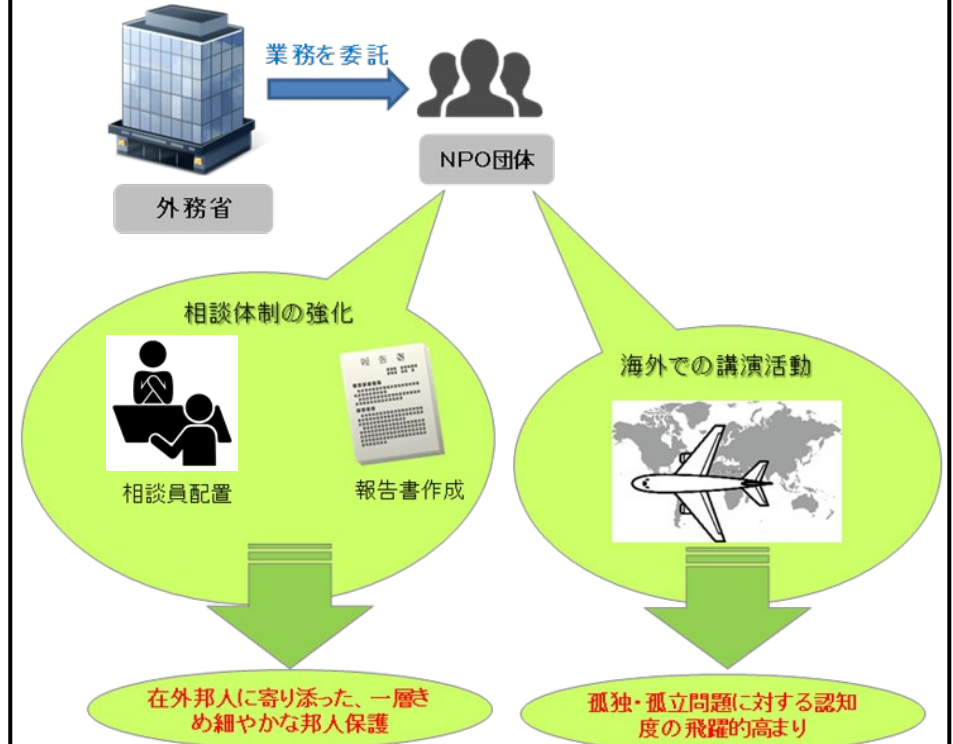 業務を委託
NPO団体
外務省
相談体制の強化
報告書
相談員配置
報告書作成
海外での講演活動
在外邦人に寄り添った、一層き
め細やかな邦人保護
孤独・孤立問題に対する認知
度の飛躍的高まり